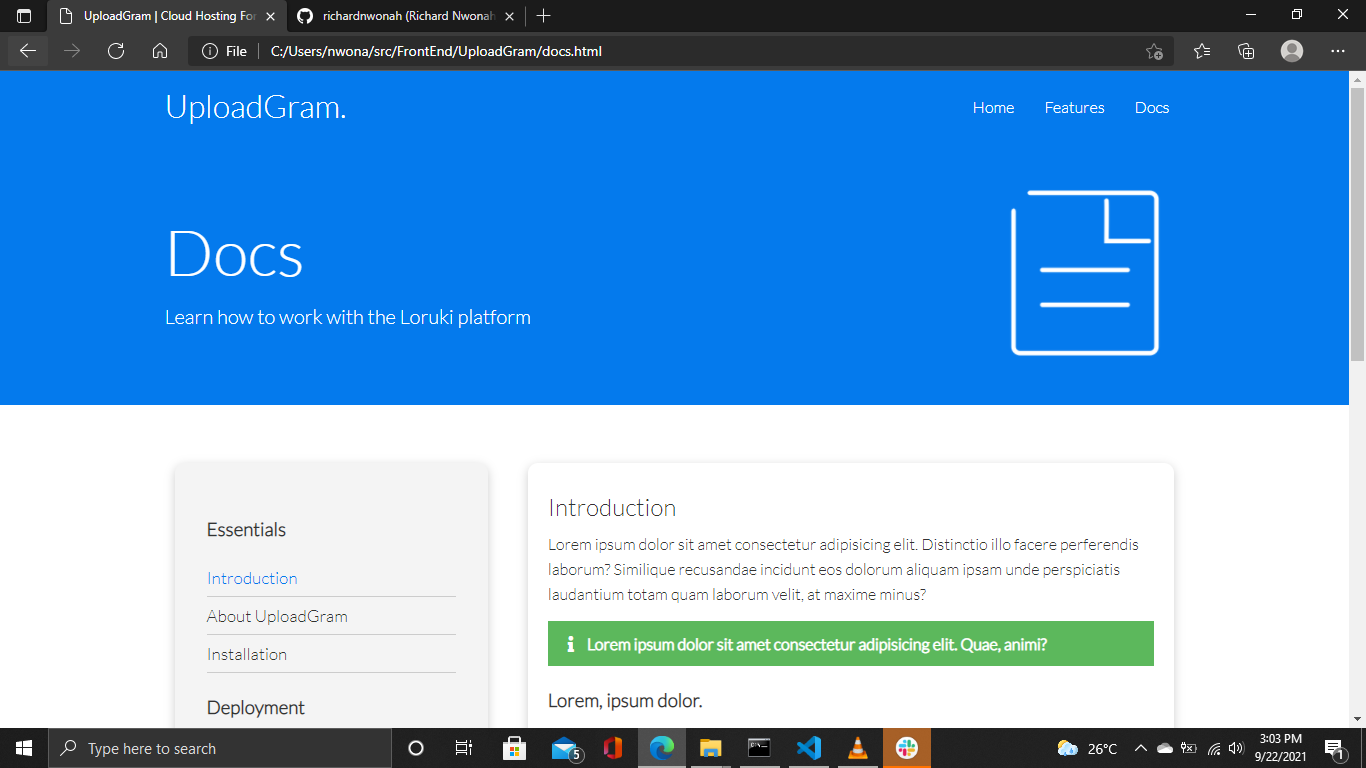 UploadGram | Cloud Hosting For
richardnwonah (Richard Nwonah
File
C:/Users/nwona/src/FrontEnd/UploadGram/docs.html
UploadGram.
Home
Features
Docs
Docs
Learn how to work with the Loruki platform
Essentials
Introduction
About UploadGram
Installation
Deployment
Introduction
Lorem ipsum dolor sit amet consectetur adipisicing elit. Distinctio illo facere perferendis
laborum? Similique recusandae incidunt eos dolorum aliquam ipsam unde perspiciatis
laudantium totam quam laborum velit, at maxime minus?
Lorem ipsum dolor sit amet consectetur adipisicing elit. Quae, animi?
Lorem, ipsum dolor.
Type here to search
5
26°C
3:03 PM
9/22/2021
1